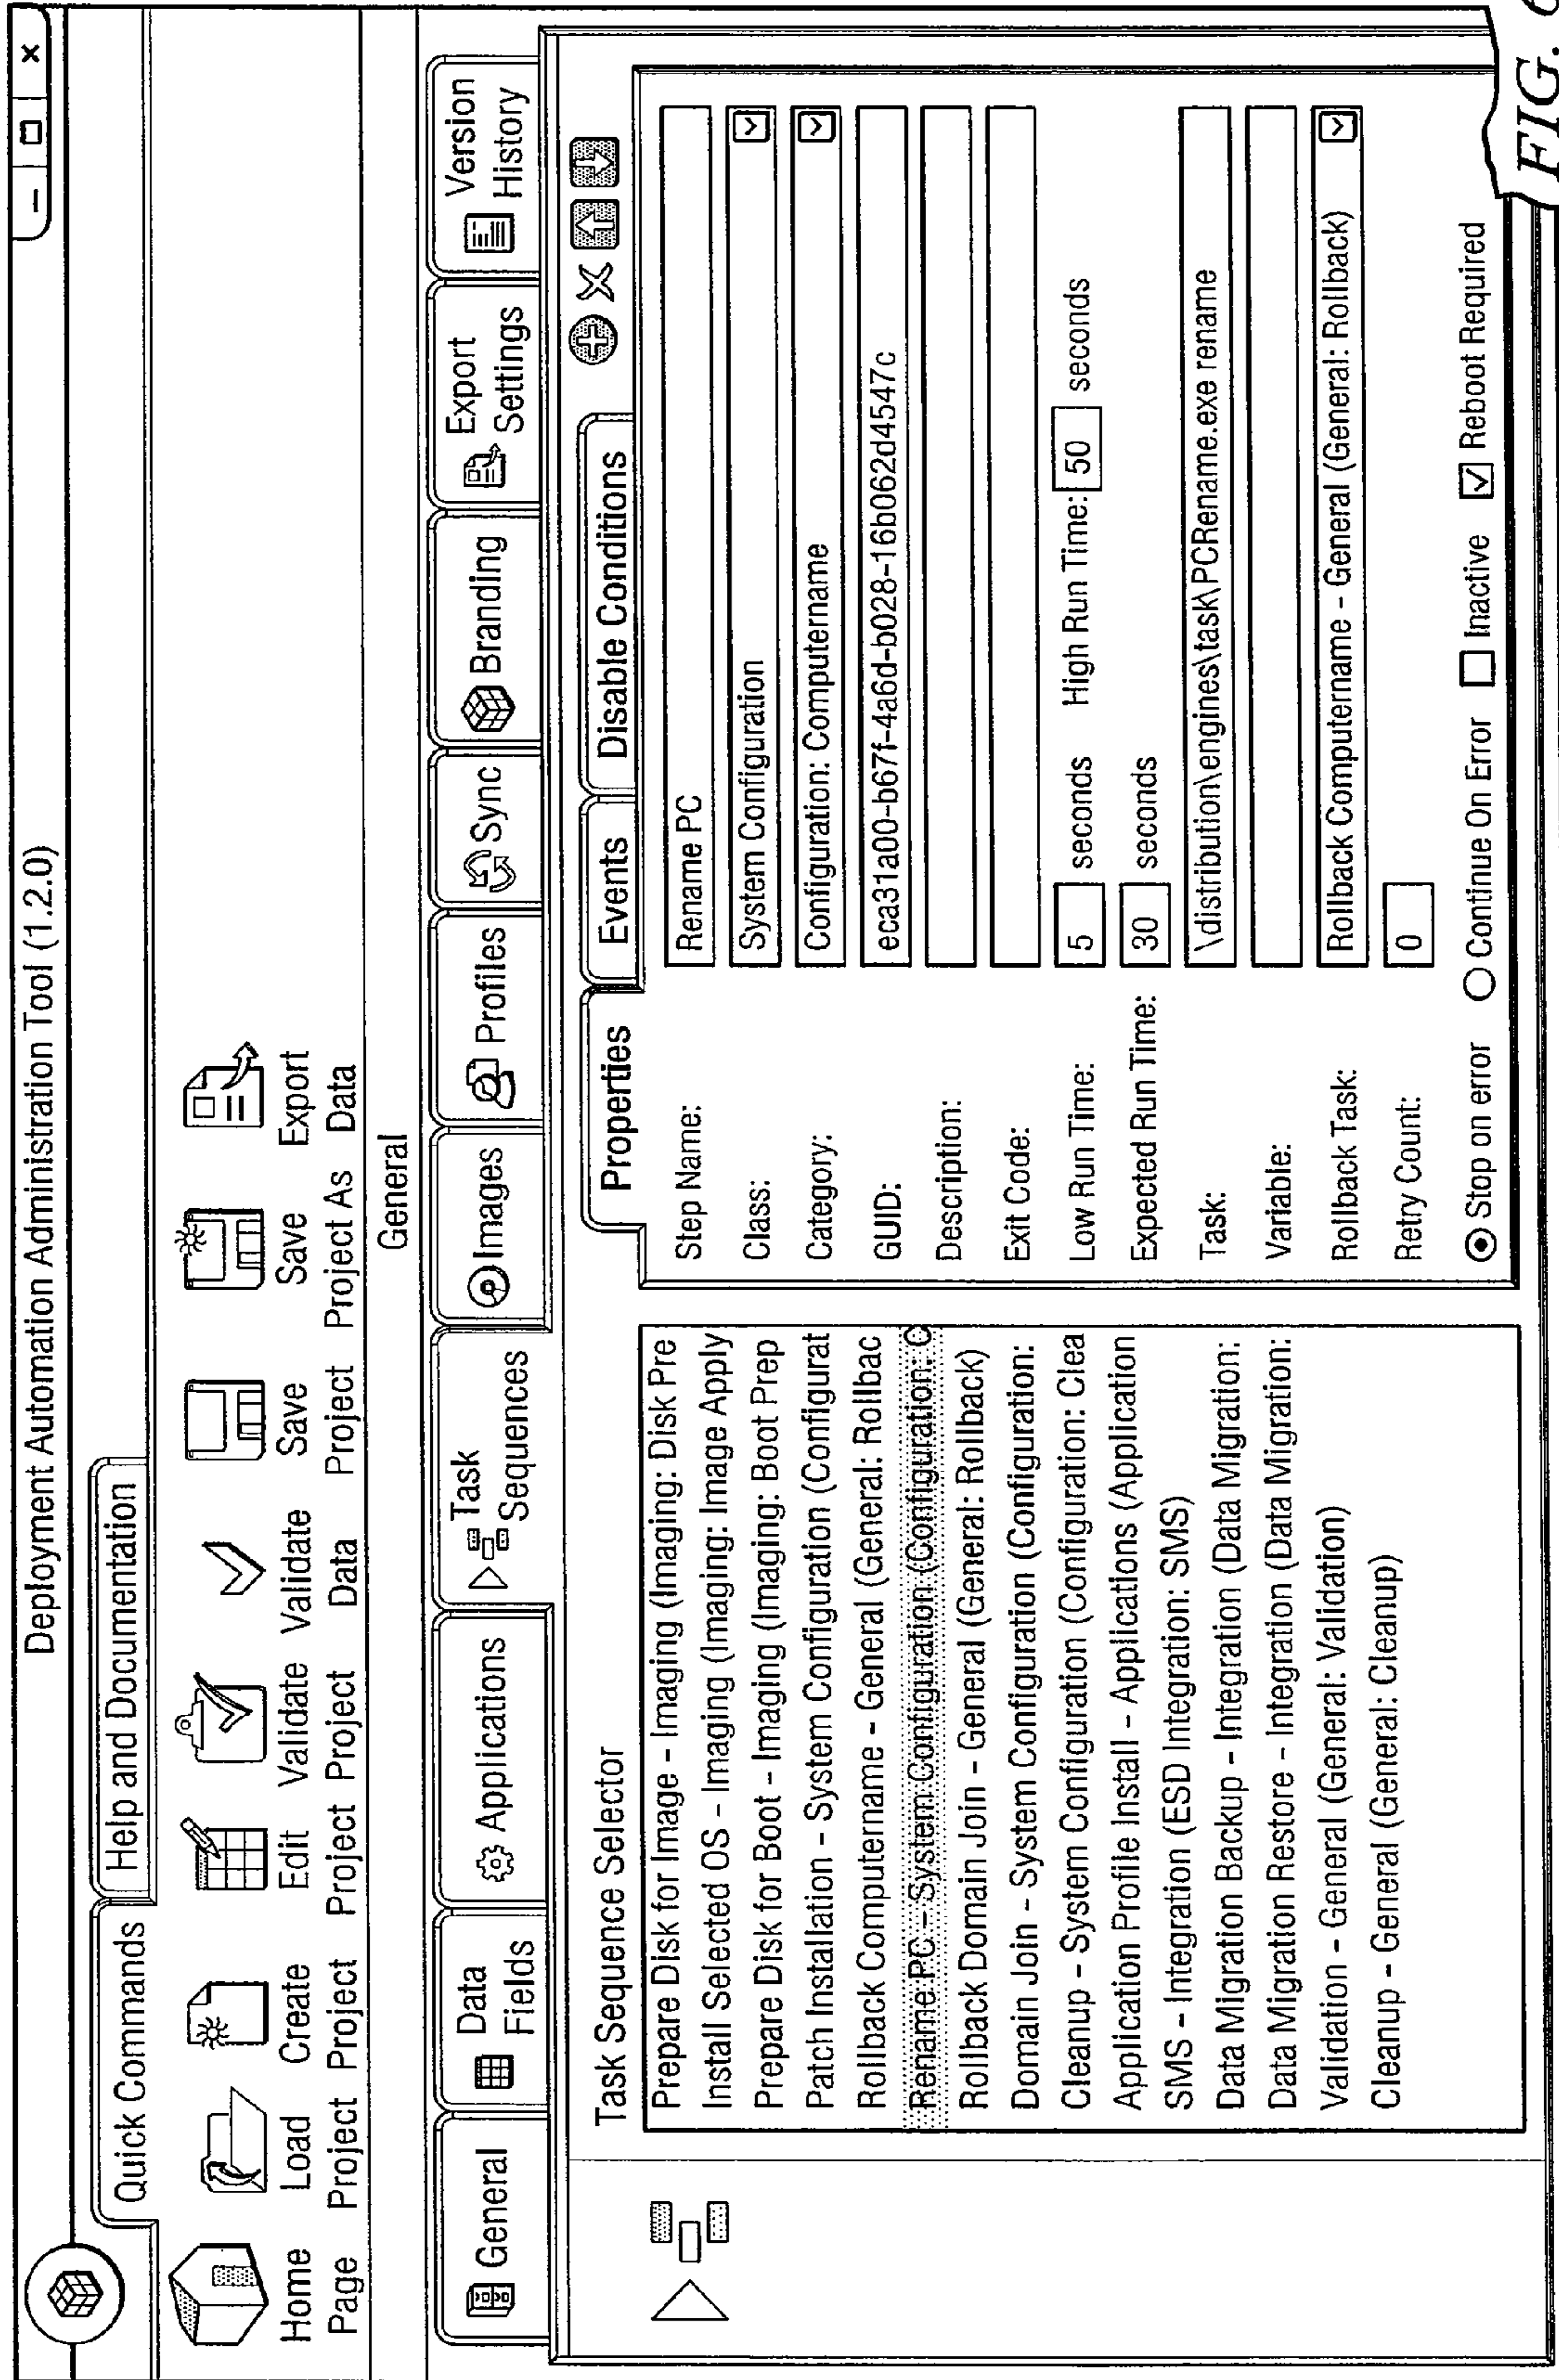 Deployment Automation Administration Tool (1.2.0)
Quick Commands
Help and Documentation
Home Page
Load Project
Create Project
Edit Project
Validate Project
Validate Data
Save Project
Save Project As
Export Data
General
General
Data Fields
Applications
Task Sequences
Images
Profiles
Sync
Branding
Export Settings
Version History
Task Sequence Selector
Prepare Disk for Image - Imaging (Imaging: Disk Pre
Install Selected OS - Imaging (Imaging: Image Apply
Prepare Disk for Boot - Imaging (Imaging: Boot Prep
Patch Installation - System Configuration (Configurat
Rollback Computername - General (General: Rollbac
Rename PC - System Configuration (Configuration: C
Rollback Domain Join - General (General: Rollback)
Domain Join - System Configuration (Configuration:
Cleanup - System Configuration (Configuration: Clea
Application Profile Install - Applications (Application
SMS - Integration (ESD Integration: SMS)
Data Migration Backup - Integration (Data Migration:
Data Migration Restore - Integration (Data Migration:
Validation - General (General: Validation)
Cleanup - General (General: Cleanup)
Properties
Events
Disable Conditions
Step Name: Rename PC
Class: System Configuration
Category: Configuration: Computername
GUID: eca31a00-b67f-4a6d-b028-16b062d4547c
Description:
Exit Code:
Low Run Time: 5 seconds High Run Time: 50 seconds
Expected Run Time: 30 seconds
Task: \distribution\engines\task\PCRename.exe rename
Variable:
Rollback Task: Rollback Computername - General (General: Rollback)
Retry Count: 0
Stop on error Continue On Error Inactive Reboot Required
FIG.